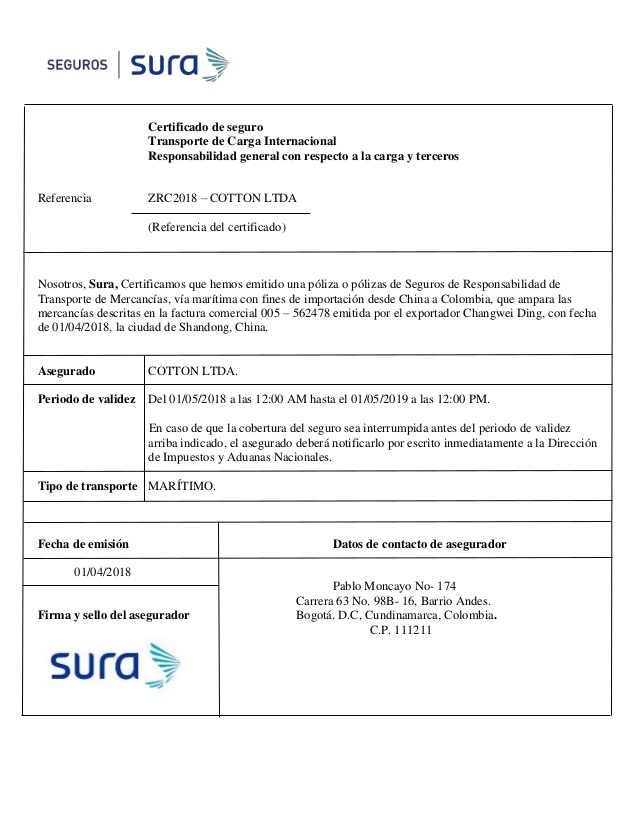 SEGUROS | sura
Certificado de seguro
Transporte de Carga Internacional
Responsabilidad general con respecto a la carga y terceros
Referencia ZRC2018 – COTTON LTDA
(Referencia del certificado)
Nosotros, Sura, Certificamos que hemos emitido una póliza o pólizas de Seguros de Responsabilidad de
Transporte de Mercancías, vía marítima con fines de importación desde China a Colombia, que ampara las
mercancías descritas en la factura comercial 005 – 562478 emitida por el exportador Changwei Ding, con fecha
de 01/04/2018, la ciudad de Shandong, China.
Asegurado COTTON LTDA.
Periodo de validez Del 01/05/2018 a las 12:00 AM hasta el 01/05/2019 a las 12:00 PM.
En caso de que la cobertura del seguro sea interrumpida antes del periodo de validez
arriba indicado, el asegurado deberá notificarlo por escrito inmediatamente a la Dirección
de Impuestos y Aduanas Nacionales.
Tipo de transporte MARÍTIMO.
Fecha de emisión Datos de contacto de asegurador
01/04/2018
Pablo Moncayo No- 174
Carrera 63 No. 98B- 16, Barrio Andes.
Firma y sello del asegurador Bogotá. D.C, Cundinamarca, Colombia.
C.P. 111211
sura